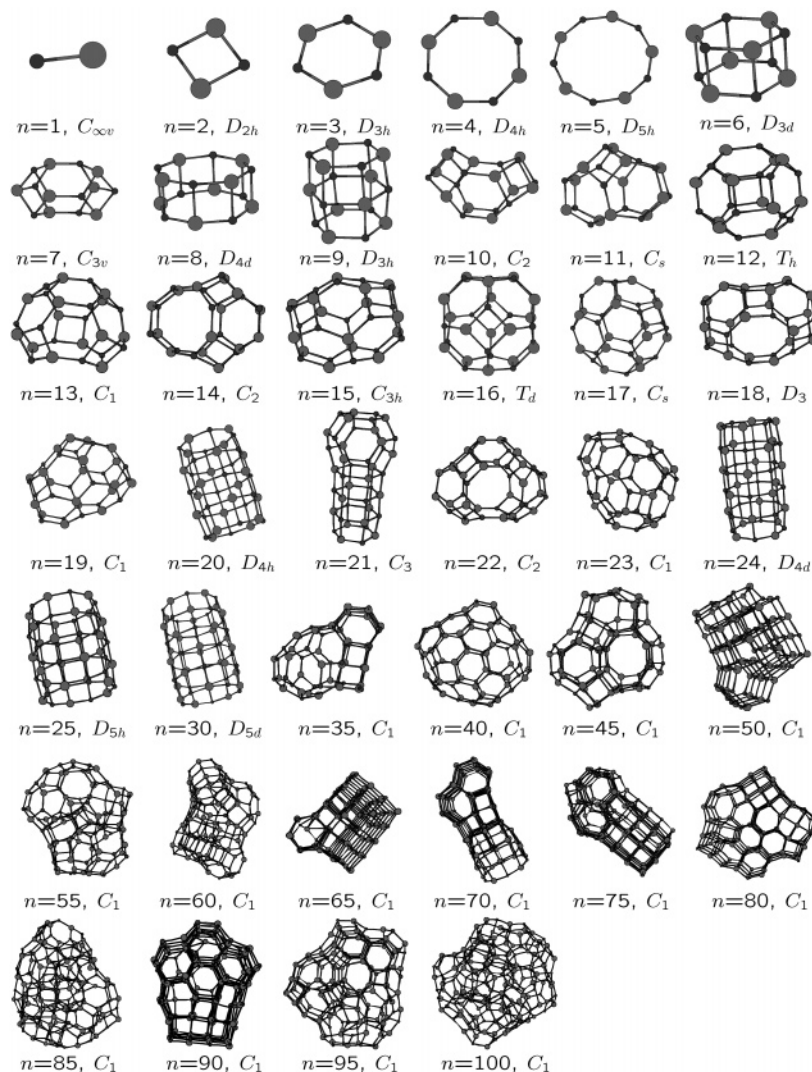 n=1, C∞v n=2, D2h n=3, D3h n=4, D4h n=5, D5h n=6, D3d
n=7, C3v n=8, D4d n=9, D3h n=10, C2 n=11, Cs n=12, Th
n=13, C1 n=14, C2 n=15, C3h n=16, Td n=17, Cs n=18, D3
n=19, C1 n=20, D4h n=21, C3 n=22, C2 n=23, C1 n=24, D4d
n=25, D5h n=30, D5d n=35, C1 n=40, C1 n=45, C1 n=50, C1
n=55, C1 n=60, C1 n=65, C1 n=70, C1 n=75, C1 n=80, C1
n=85, C1 n=90, C1 n=95, C1 n=100, C1